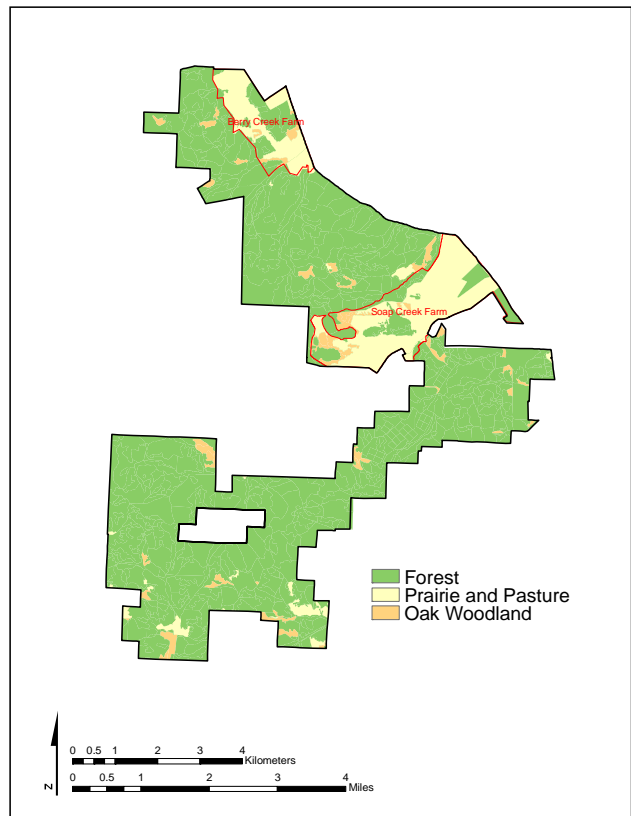 Berry Creek Farm
Soap Creek Farm
Forest
Prairie and Pasture
Oak Woodland
N
0 0.5 1 2 3 4
Kilometers
0 0.5 1 2 3 4
Miles